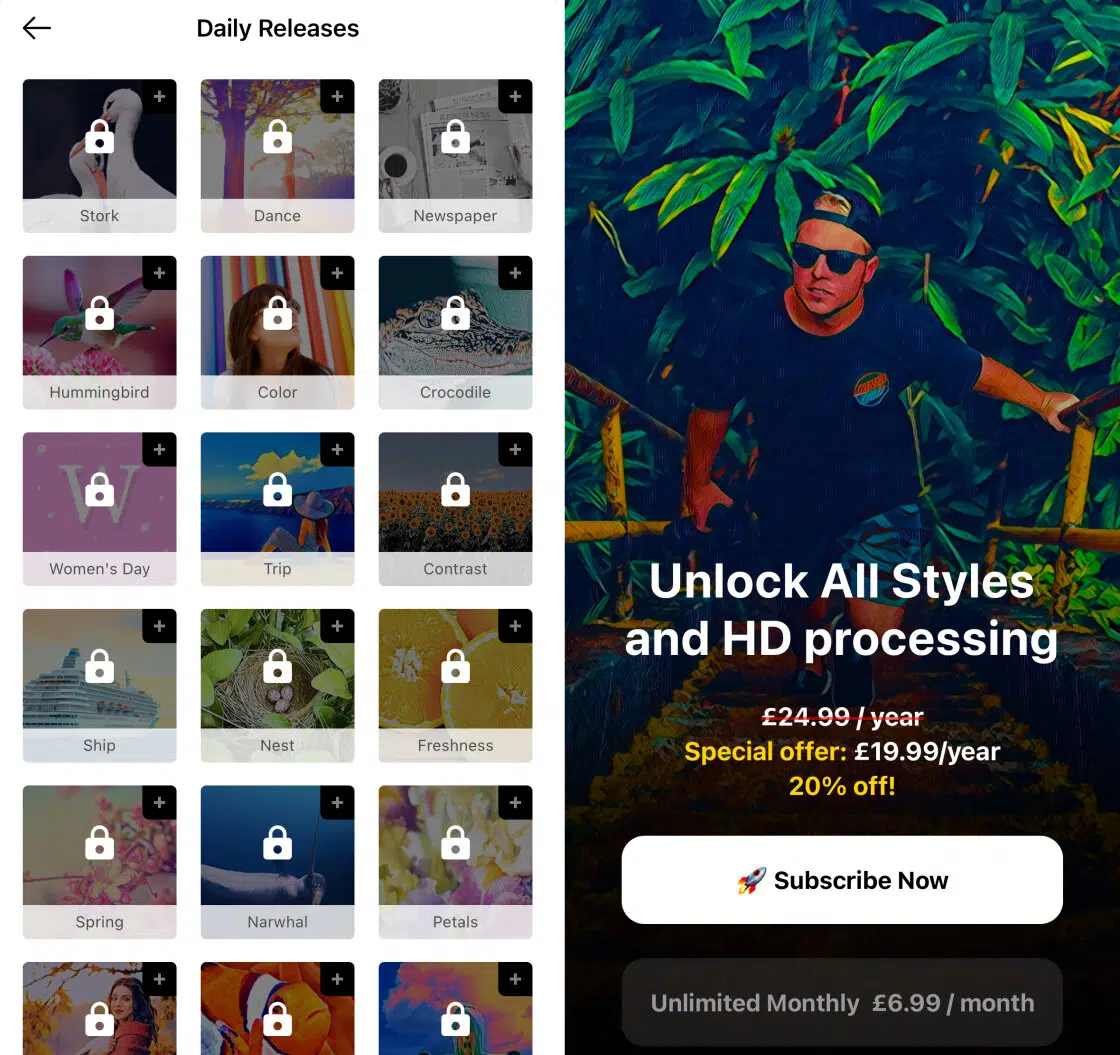 Daily Releases
Stork
Dance
Newspaper
Hummingbird
Color
Crocodile
W
Women's Day
Trip
Contrast
Ship
Nest
Freshness
Spring
Narwhal
Petals
Unlock All Styles
and HD processing
£24.99 / year
Special offer: £19.99/year
20% off!
🚀 Subscribe Now
Unlimited Monthly £6.99 / month